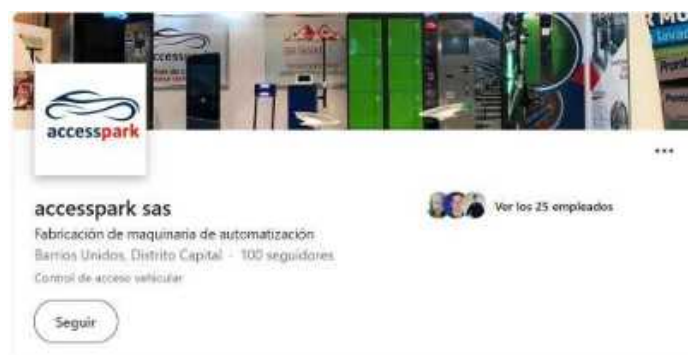 access
accesspark
accesspark sas
Ver los 25 empleados
Fabricación de maquinaria de automatización
Barrios Unidos, Distrito Capital · 100 seguidores
Control de acceso vehicular
Seguir